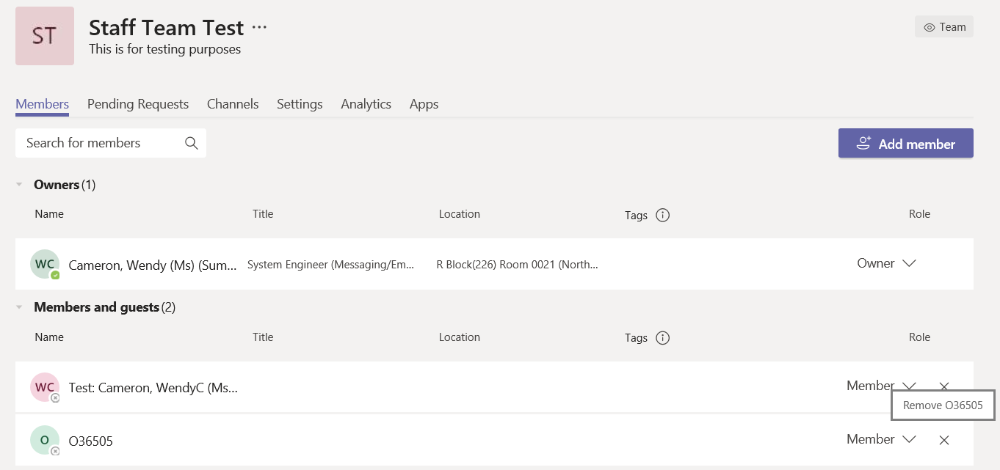 ST
Staff Team Test ...
This is for testing purposes
Team
Members Pending Requests Channels Settings Analytics Apps
Search for members
Add member
Owners (1)
Name Title Location Tags Role
WC Cameron, Wendy (Ms) (Sum... System Engineer (Messaging/Em... R Block(226) Room 0021 (North... Owner
Members and guests (2)
Name Title Location Tags Role
WC Test: Cameron, WendyC (Ms... Member
Remove O36505
O O36505 Member